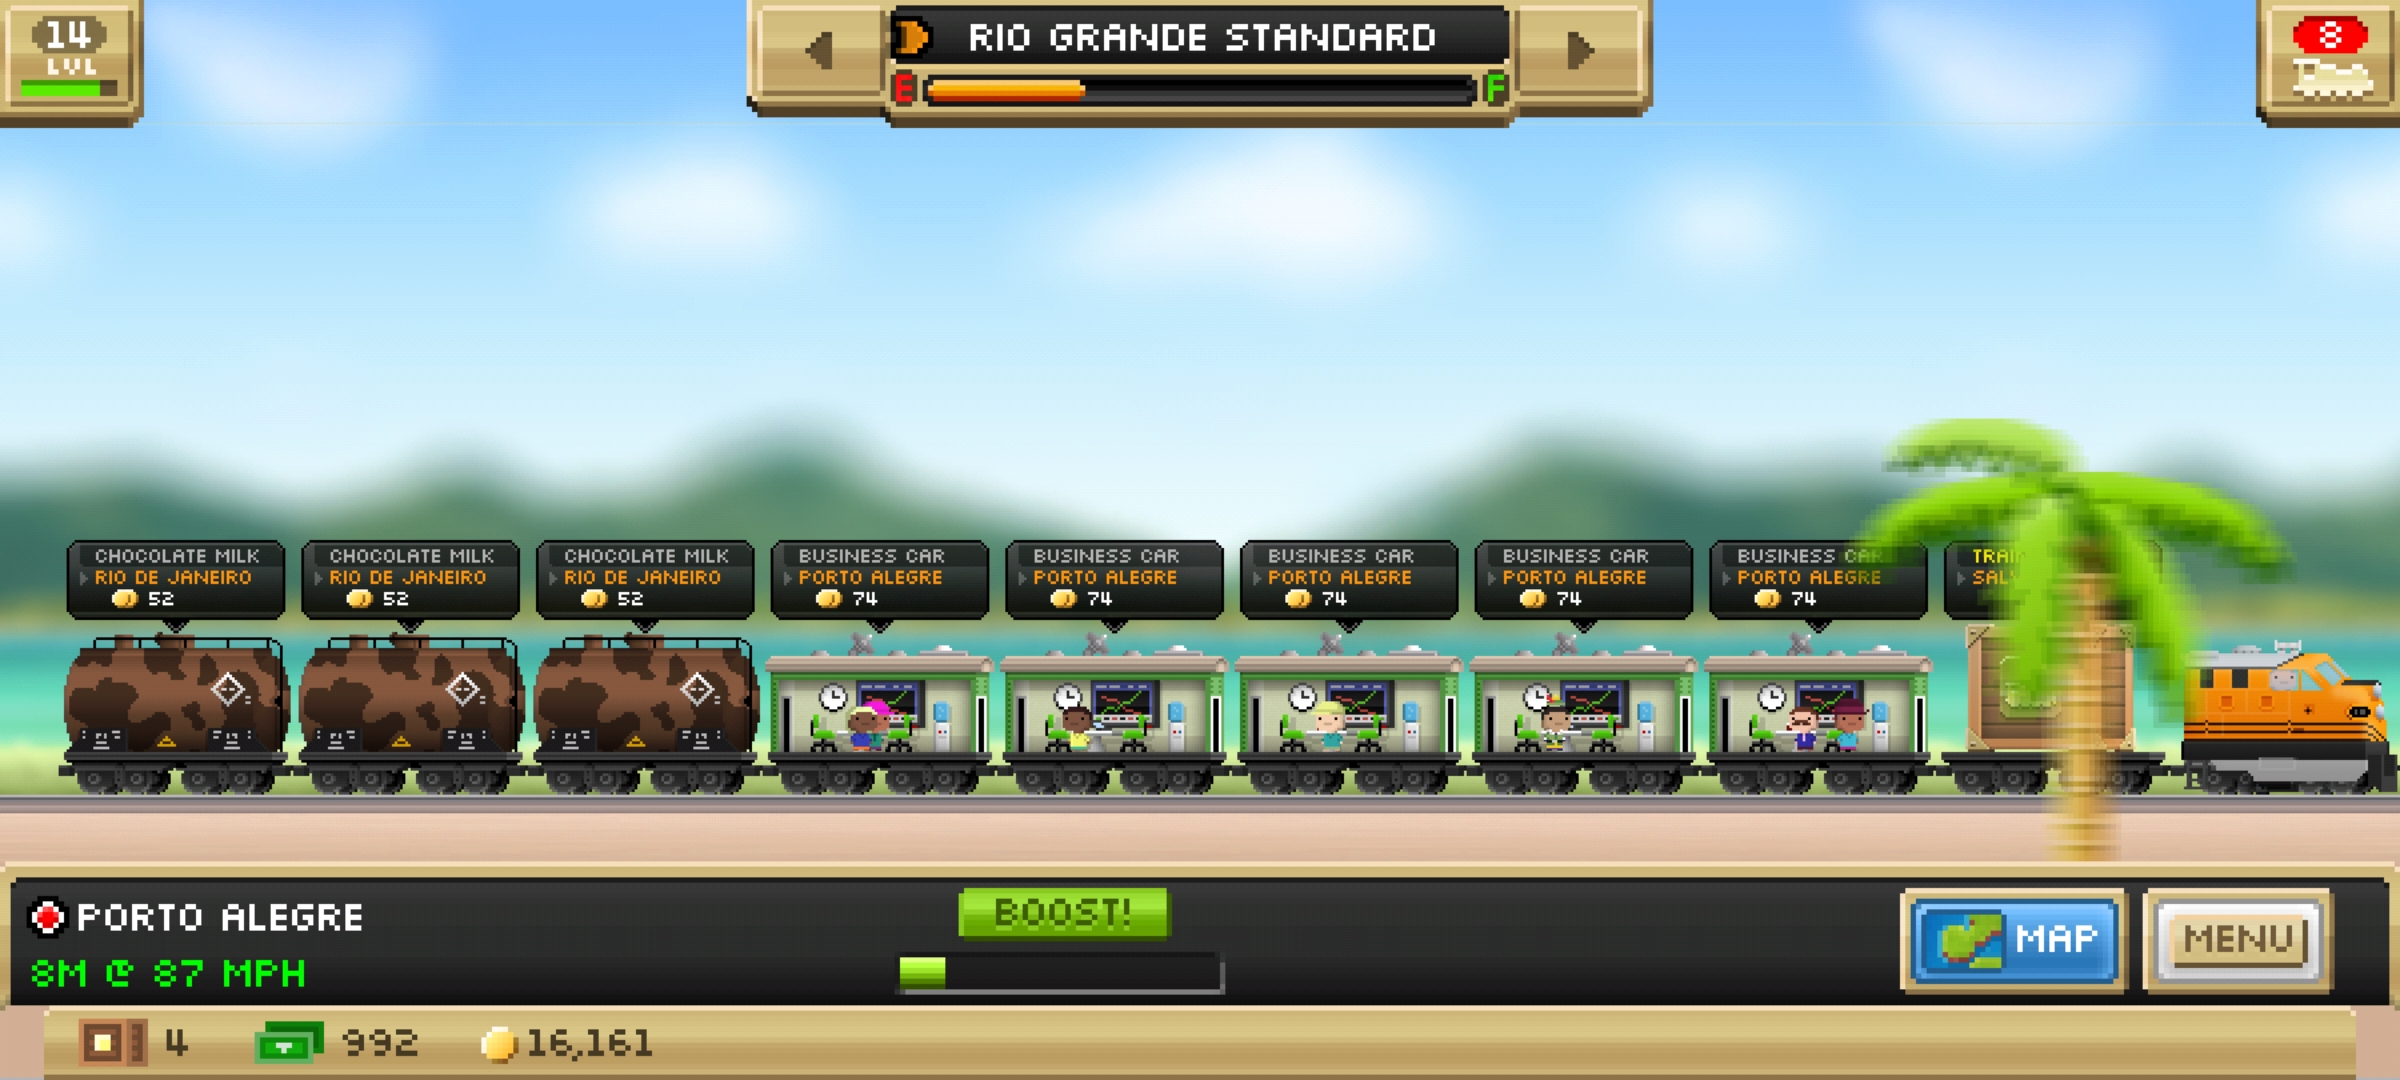 14
LVL
RIO GRANDE STANDARD
E F
8
CHOCOLATE MILK
RIO DE JANEIRO
52
CHOCOLATE MILK
RIO DE JANEIRO
52
CHOCOLATE MILK
RIO DE JANEIRO
52
BUSINESS CAR
PORTO ALEGRE
74
BUSINESS CAR
PORTO ALEGRE
74
BUSINESS CAR
PORTO ALEGRE
74
BUSINESS CAR
PORTO ALEGRE
74
BUSINESS CAR
PORTO ALEGRE
74
PORTO ALEGRE
8M @ 87 MPH
BOOST!
MAP
MENU
4
992
16,161